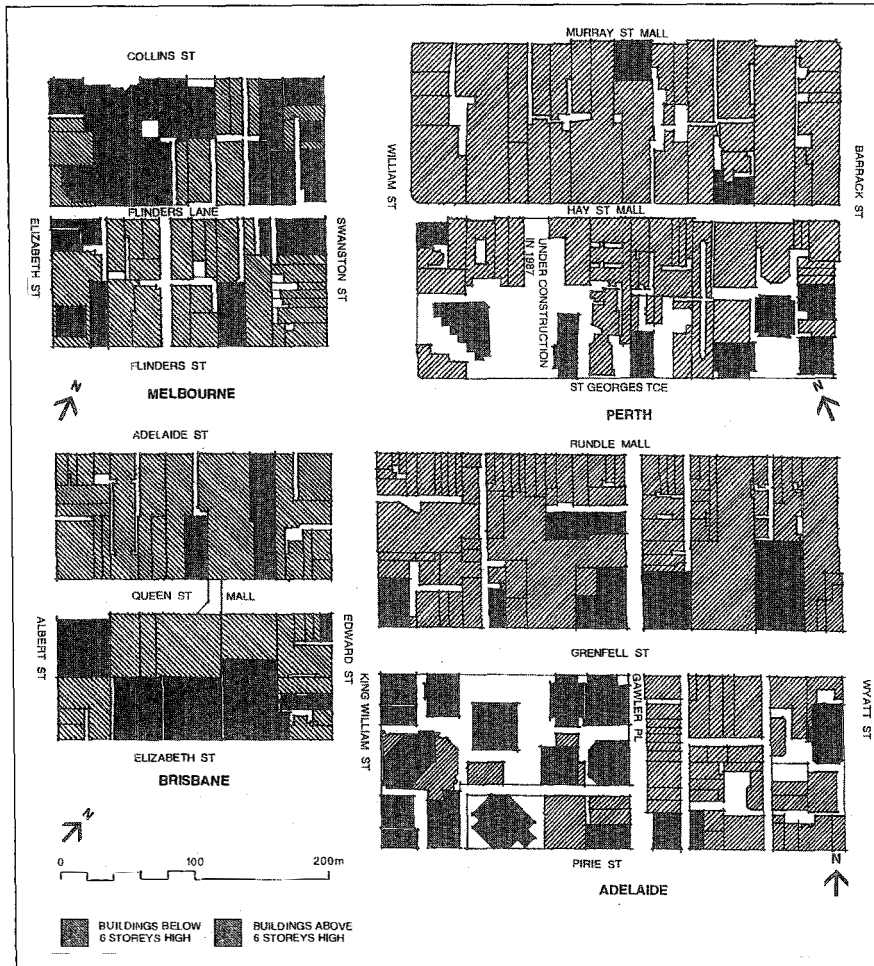 COLLINS ST
FLINDERS LANE
ELIZABETH ST
SWANSTON ST
FLINDERS ST
N
MELBOURNE
MURRAY ST MALL
WILLIAM ST
BARRACK ST
HAY ST MALL
UNDER CONSTRUCTION
IN 1987
ST GEORGES TCE
N
PERTH
ADELAIDE ST
QUEEN ST MALL
ALBERT ST
EDWARD ST
ELIZABETH ST
BRISBANE
N
RUNDLE MALL
GRENFELL ST
KING WILLIAM ST
GAWLER PL
WYATT ST
PIRIE ST
N
ADELAIDE
0 100 200m
BUILDINGS BELOW
6 STOREYS HIGH
BUILDINGS ABOVE
6 STOREYS HIGH